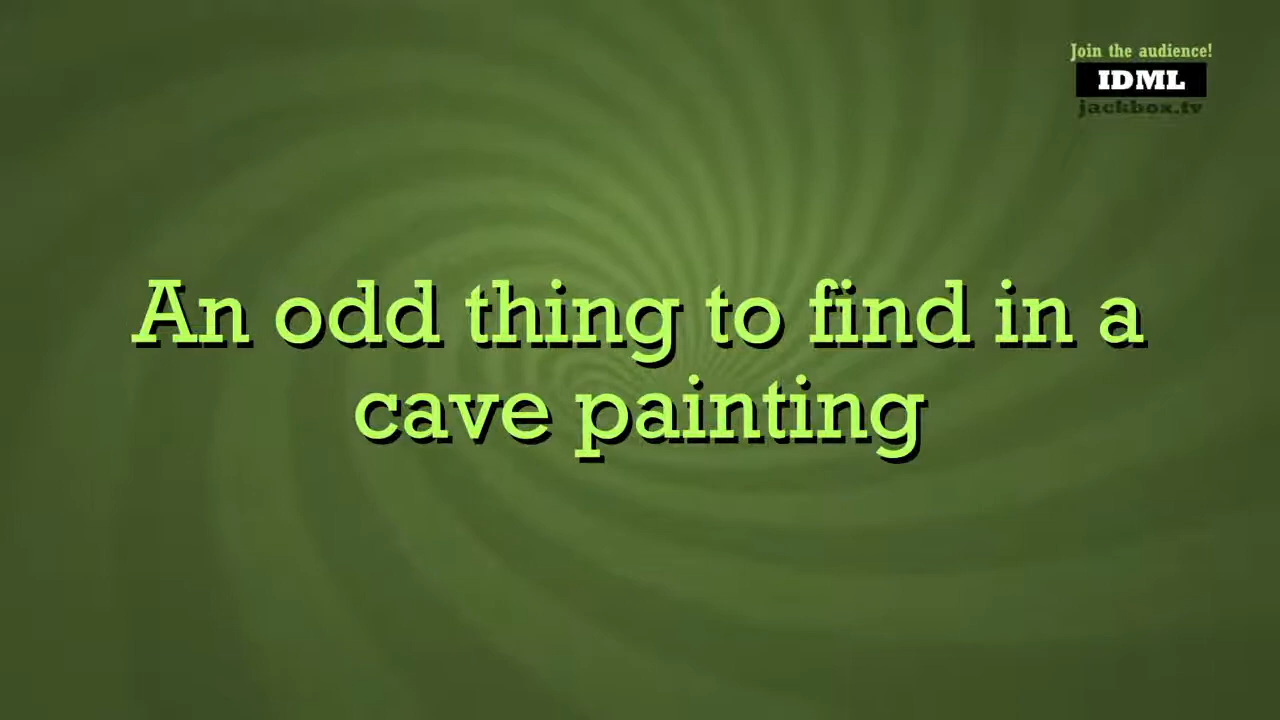 Join the audience!
IDML
jackbox.tv
An odd thing to find in a
cave painting